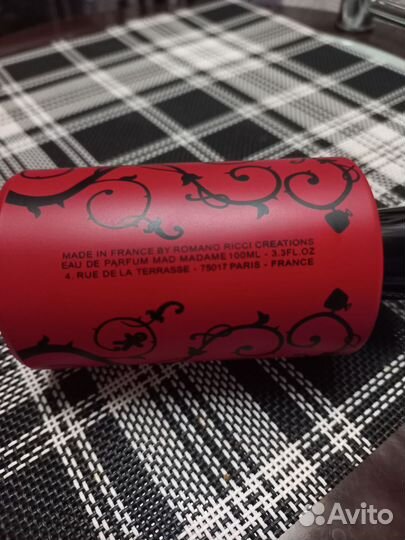 MADE IN FRANCE BY ROMANO RICCI CREATIONS
EAU DE PARFUM MAD MADAME 100ML - 3.3FL.OZ
4, RUE DE LA TERRASSE - 75017 PARIS - FRANCE
Avito